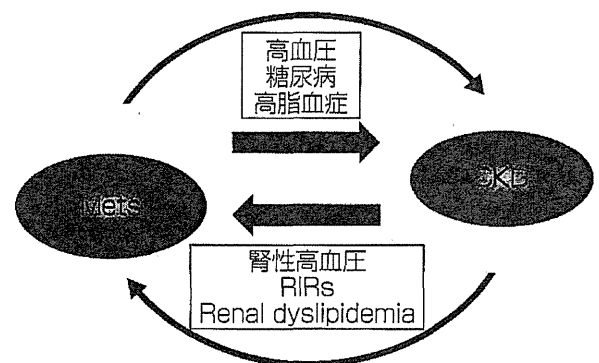 高血圧
糖尿病
高脂血症
Mets
CKD
腎性高血圧
RIRs
Renal dyslipidemia